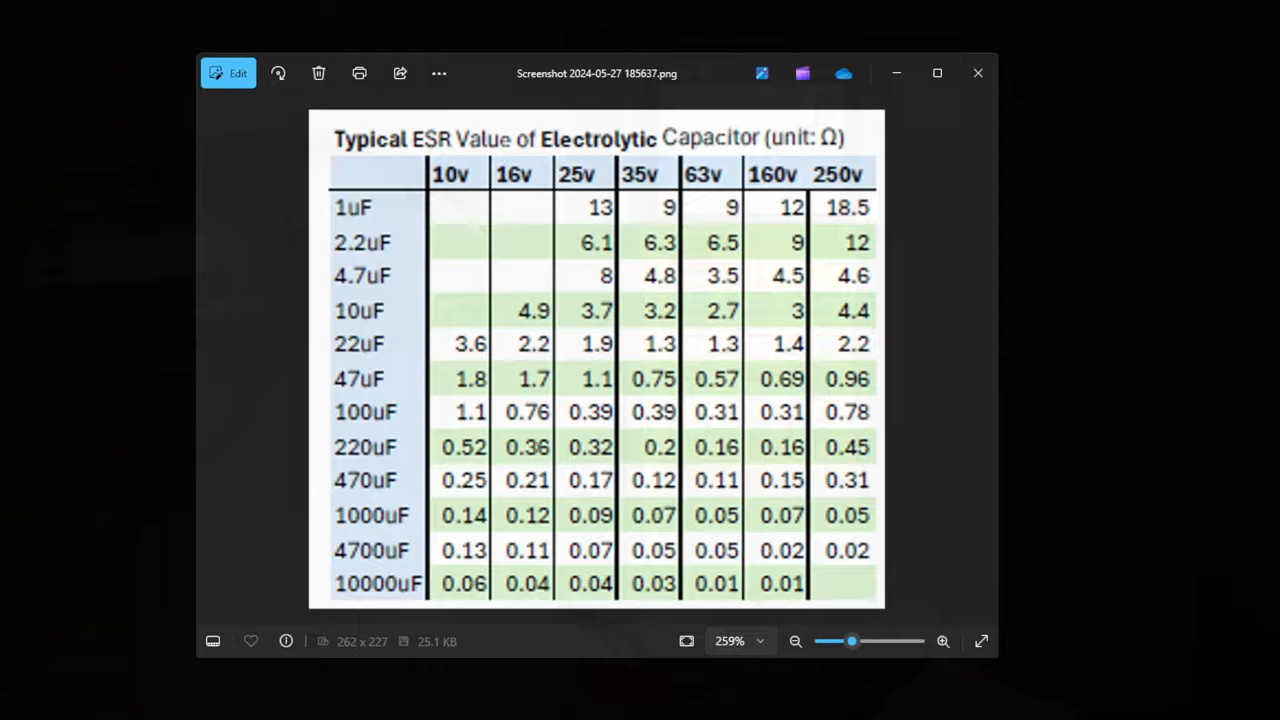 Edit
Screenshot 2024-05-27 185637.png
Typical ESR Value of Electrolytic Capacitor (unit: Ω)
10v 16v 25v 35v 63v 160v 250v
1uF 13 9 9 12 18.5
2.2uF 6.1 6.3 6.5 9 12
4.7uF 8 4.8 3.5 4.5 4.6
10uF 4.9 3.7 3.2 2.7 3 4.4
22uF 3.6 2.2 1.9 1.3 1.3 1.4 2.2
47uF 1.8 1.7 1.1 0.75 0.57 0.69 0.96
100uF 1.1 0.76 0.39 0.39 0.31 0.31 0.78
220uF 0.52 0.36 0.32 0.2 0.16 0.16 0.45
470uF 0.25 0.21 0.17 0.12 0.11 0.15 0.31
1000uF 0.14 0.12 0.09 0.07 0.05 0.07 0.05
4700uF 0.13 0.11 0.07 0.05 0.05 0.02 0.02
10000uF 0.06 0.04 0.04 0.03 0.01 0.01
262 x 227 25.1 KB 259%